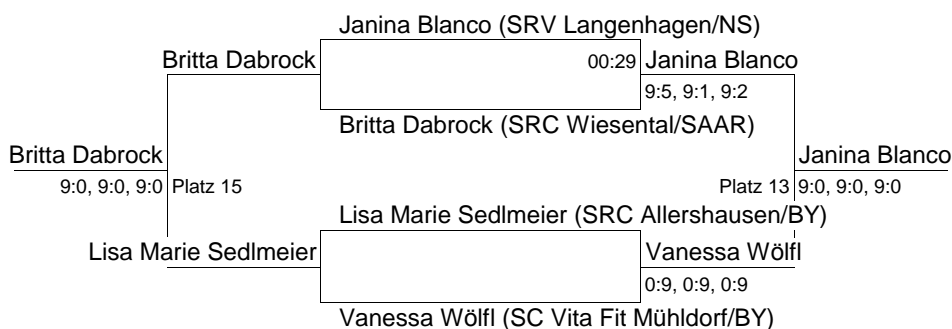 Janina Blanco (SRV Langenhagen/NS)
Britta Dabrock 00:29 Janina Blanco
9:5, 9:1, 9:2
Britta Dabrock (SRC Wiesental/SAAR)
Britta Dabrock Janina Blanco
9:0, 9:0, 9:0 Platz 15 Platz 13 9:0, 9:0, 9:0
Lisa Marie Sedlmeier (SRC Allershausen/BY)
Lisa Marie Sedlmeier Vanessa Wölfl
0:9, 0:9, 0:9
Vanessa Wölfl (SC Vita Fit Mühldorf/BY)